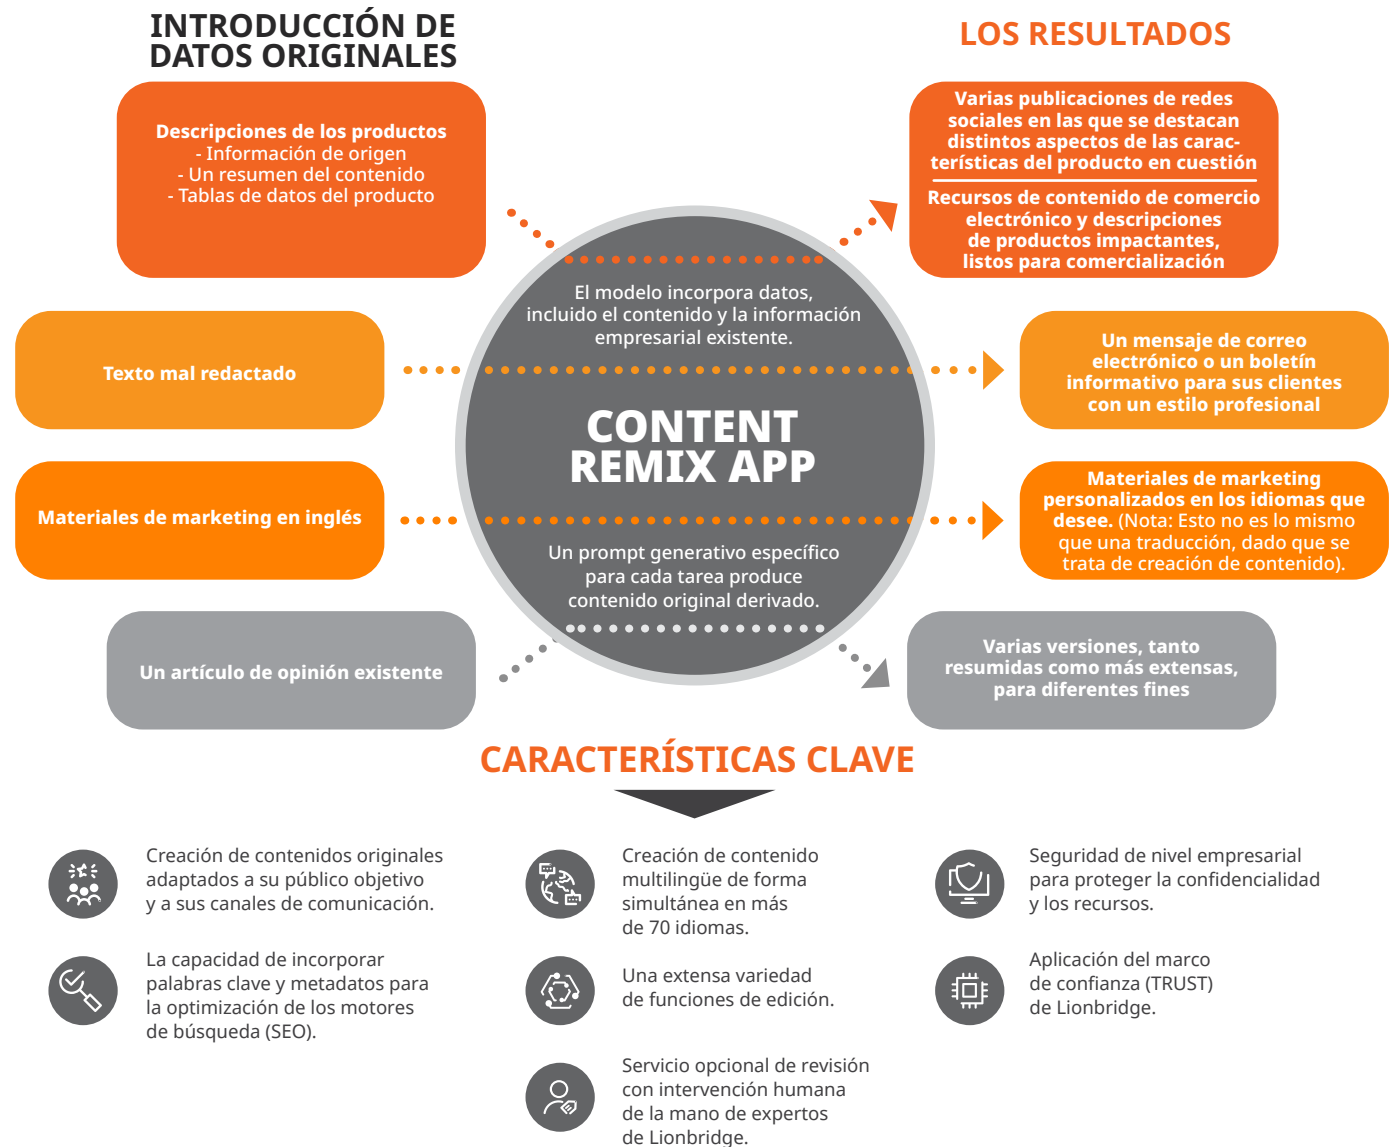 INTRODUCCIÓN DE
DATOS ORIGINALES
LOS RESULTADOS
Descripciones de los productos
- Información de origen
- Un resumen del contenido
- Tablas de datos del producto
Varias publicaciones de redes
sociales en las que se destacan
distintos aspectos de las carac-
terísticas del producto en cuestión
Recursos de contenido de comercio
electrónico y descripciones
de productos impactantes,
listos para comercialización
El modelo incorpora datos,
incluido el contenido y la información
empresarial existente.
Texto mal redactado
Un mensaje de correo
electrónico o un boletín
informativo para sus clientes
con un estilo profesional
CONTENT
REMIX APP
Materiales de marketing en inglés
Materiales de marketing
personalizados en los idiomas que
desee. (Nota: Esto no es lo mismo
que una traducción, dado que se
trata de creación de contenido).
Un prompt generativo específico
para cada tarea produce
contenido original derivado.
Un artículo de opinión existente
Varias versiones, tanto
resumidas como más extensas,
para diferentes fines
CARACTERÍSTICAS CLAVE
Creación de contenidos originales
adaptados a su público objetivo
y a sus canales de comunicación.
La capacidad de incorporar
palabras clave y metadatos para
la optimización de los motores
de búsqueda (SEO).
Creación de contenido
multilingüe de forma
simultánea en más
de 70 idiomas.
Una extensa variedad
de funciones de edición.
Servicio opcional de revisión
con intervención humana
de la mano de expertos
de Lionbridge.
Seguridad de nivel empresarial
para proteger la confidencialidad
y los recursos.
Aplicación del marco
de confianza (TRUST)
de Lionbridge.